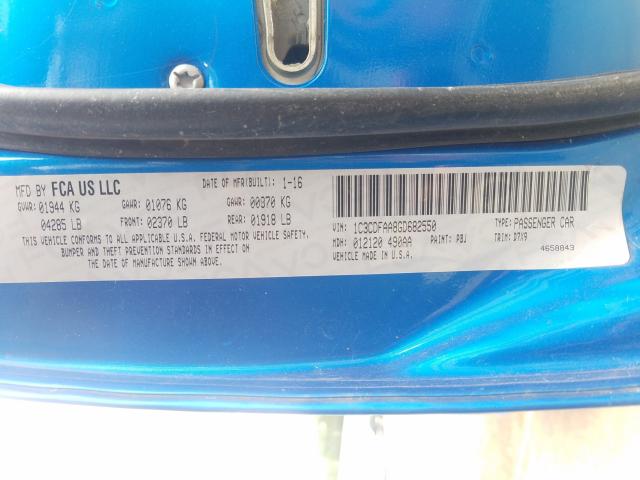 MFD BY FCA US LLC DATE OF MFR(BUILT): 1-16
GVWR: 01944 KG GAWR: 01076 KG GAWR: 00870 KG
04285 LB FRONT: 02370 LB REAR: 01918 LB
THIS VEHICLE CONFORMS TO ALL APPLICABLE U.S.A. FEDERAL MOTOR VEHICLE SAFETY,
BUMPER AND THEFT PREVENTION STANDARDS IN EFFECT ON
THE DATE OF MANUFACTURE SHOWN ABOVE.
VIN: 1C3CDFAA8GD682550 TYPE: PASSENGER CAR
MDH: 012120 490AA PAINT: PBJ TRIM: D7X9
VEHICLE MADE IN U.S.A. 4658843